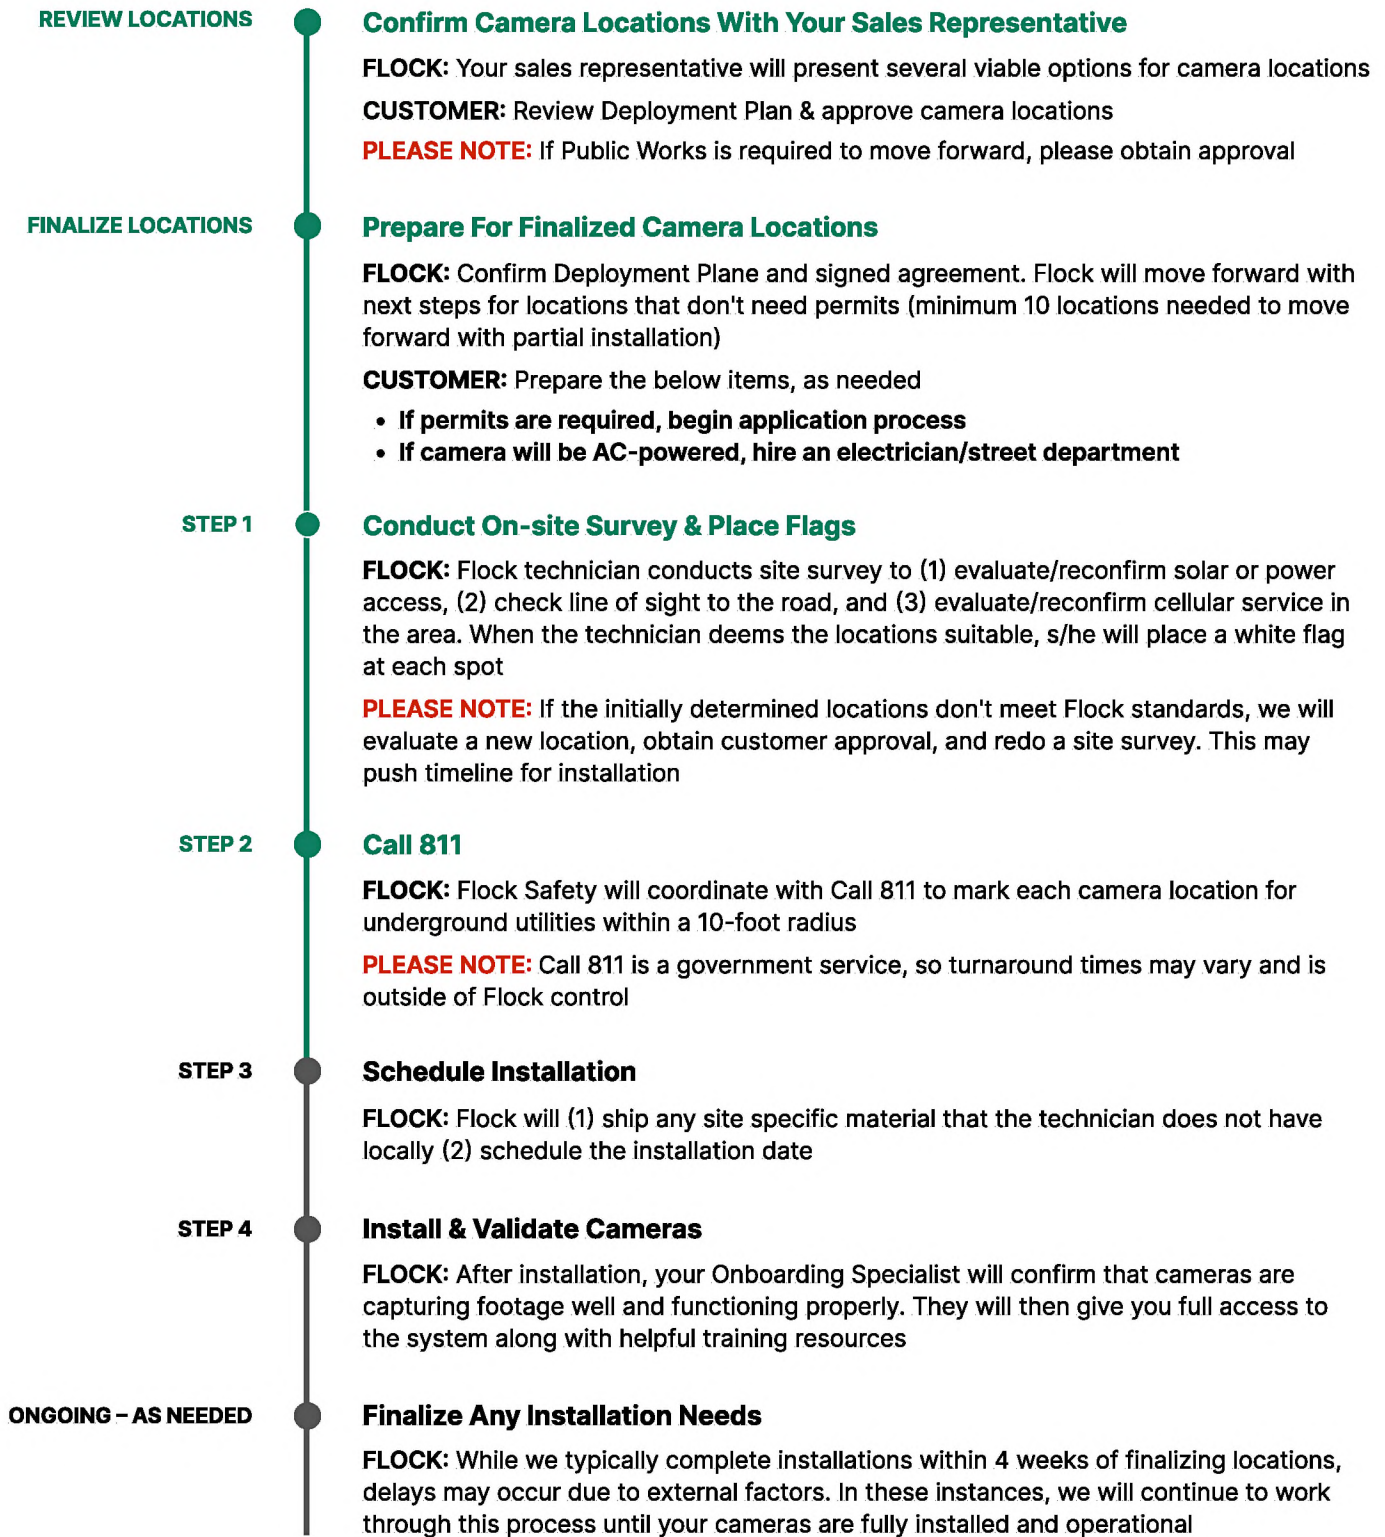 REVIEW LOCATIONS
Confirm Camera Locations With Your Sales Representative
FLOCK: Your sales representative will present several viable options for camera locations
CUSTOMER: Review Deployment Plan & approve camera locations
PLEASE NOTE: If Public Works is required to move forward, please obtain approval
FINALIZE LOCATIONS
Prepare For Finalized Camera Locations
FLOCK: Confirm Deployment Plane and signed agreement. Flock will move forward with
next steps for locations that don't need permits (minimum 10 locations needed to move
forward with partial installation)
CUSTOMER: Prepare the below items, as needed
• If permits are required, begin application process
• If camera will be AC-powered, hire an electrician/street department
STEP 1
Conduct On-site Survey & Place Flags
FLOCK: Flock technician conducts site survey to (1) evaluate/reconfirm solar or power
access, (2) check line of sight to the road, and (3) evaluate/reconfirm cellular service in
the area. When the technician deems the locations suitable, s/he will place a white flag
at each spot
PLEASE NOTE: If the initially determined locations don't meet Flock standards, we will
evaluate a new location, obtain customer approval, and redo a site survey. This may
push timeline for installation
STEP 2
Call 811
FLOCK: Flock Safety will coordinate with Call 811 to mark each camera location for
underground utilities within a 10-foot radius
PLEASE NOTE: Call 811 is a government service, so turnaround times may vary and is
outside of Flock control
STEP 3
Schedule Installation
FLOCK: Flock will (1) ship any site specific material that the technician does not have
locally (2) schedule the installation date
STEP 4
Install & Validate Cameras
FLOCK: After installation, your Onboarding Specialist will confirm that cameras are
capturing footage well and functioning properly. They will then give you full access to
the system along with helpful training resources
ONGOING – AS NEEDED
Finalize Any Installation Needs
FLOCK: While we typically complete installations within 4 weeks of finalizing locations,
delays may occur due to external factors. In these instances, we will continue to work
through this process until your cameras are fully installed and operational